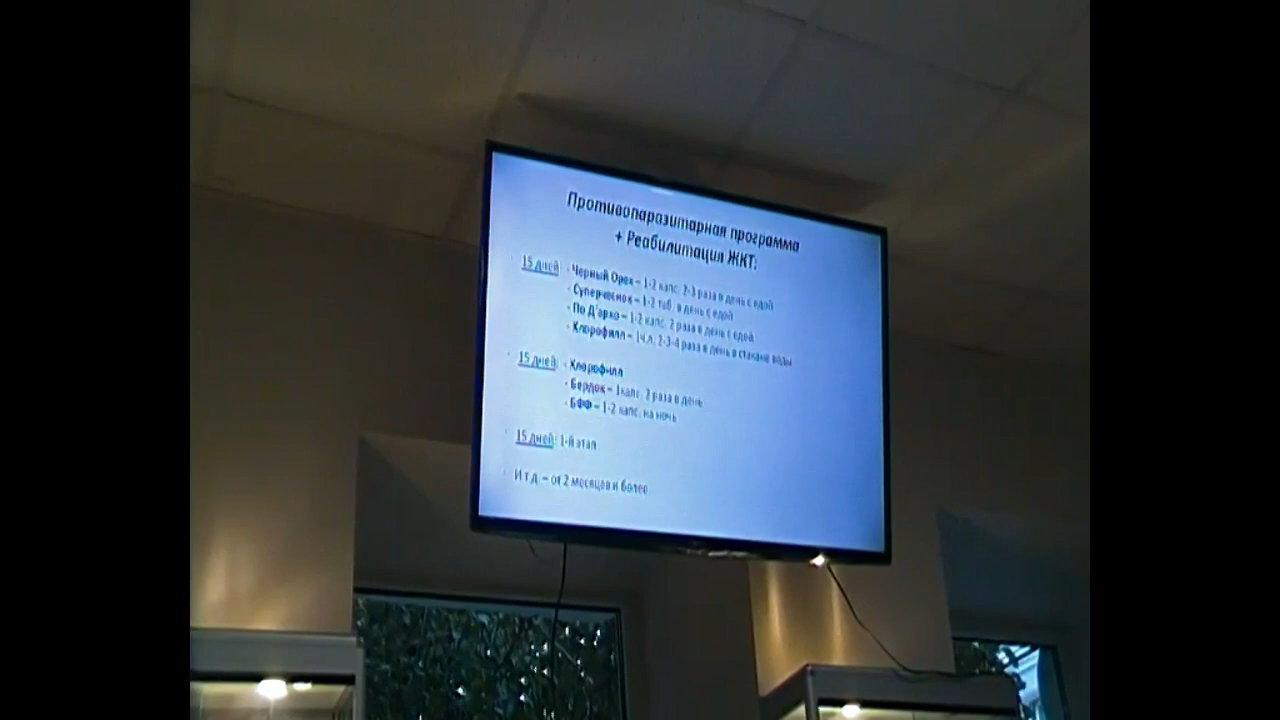 Противопаразитарная программа
+ Реабилитация ЖКТ:
15 дней: - Черный Орех – 1-2 капс. 2-3 раза в день с едой
- Суперчеснок – 1-2 таб. в день с едой
- По Д'арко – 1-2 капс. 2 раза в день с едой
- Хлорофилл – 1ч.л. 2-3-4 раза в день в стакане воды
15 дней: - Хлорофилл
- Бердок – 1капс. 2 раза в день
- БФФ – 1-2 капс. на ночь
15 дней: 1-й этап
И т.д. – от 2 месяцев и более